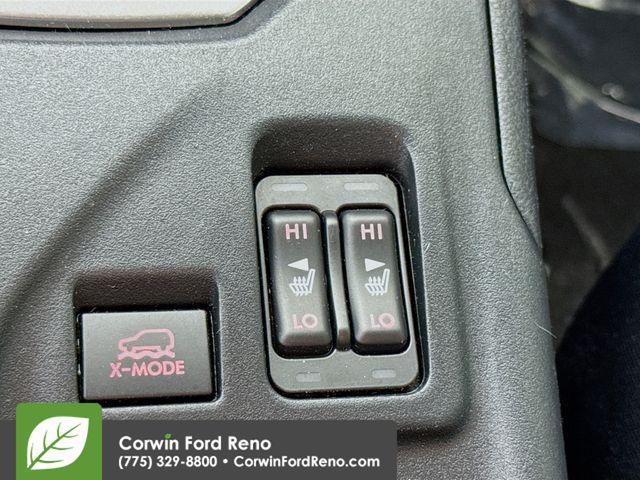 HI HI
LO LO
X-MODE
Corwin Ford Reno
(775) 329-8800 • CorwinFordReno.com